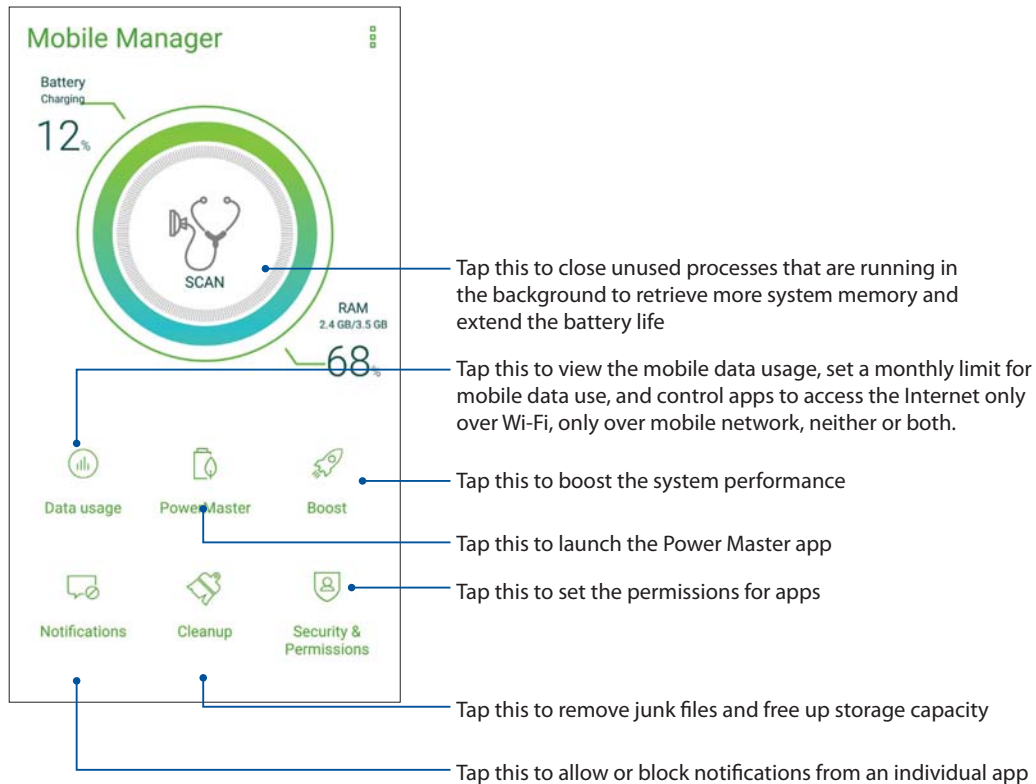 Mobile Manager
Battery
Charging
12%
SCAN
RAM
2.4 GB/3.5 GB
68%
Tap this to close unused processes that are running in
the background to retrieve more system memory and
extend the battery life
Tap this to view the mobile data usage, set a monthly limit for
mobile data use, and control apps to access the Internet only
over Wi-Fi, only over mobile network, neither or both.
Data usage
PowerMaster
Boost
Tap this to boost the system performance
Tap this to launch the Power Master app
Tap this to set the permissions for apps
Notifications
Cleanup
Security &
Permissions
Tap this to remove junk files and free up storage capacity
Tap this to allow or block notifications from an individual app